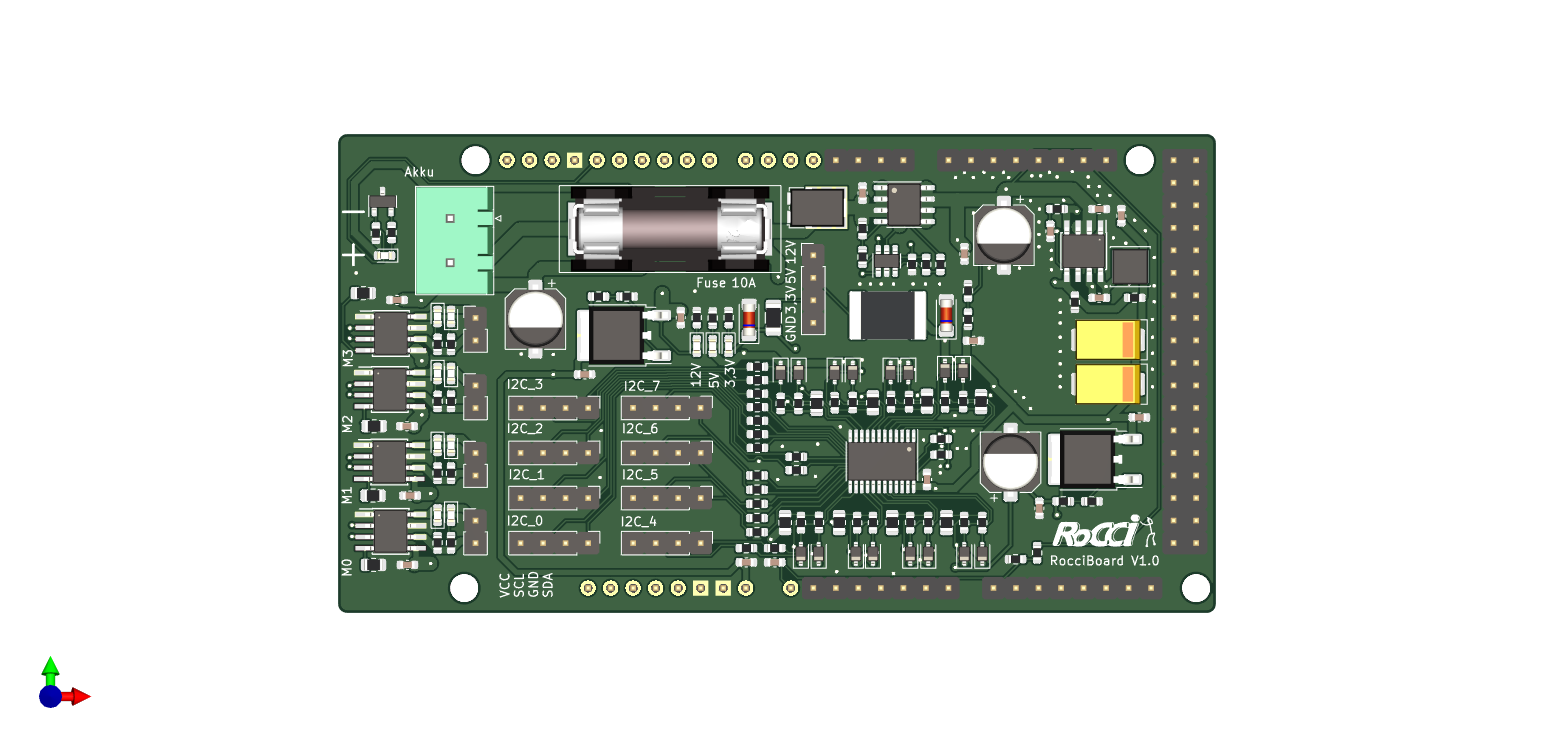 Akku
−
+
Fuse 10A
GND 3,3V 5V 12V
12V
5V
3,3V
M3
M2
M1
M0
I2C_3
I2C_7
I2C_2
I2C_6
I2C_1
I2C_5
I2C_0
I2C_4
VCC
SCL
GND
SDA
+
+
+
RoCCi
RocciBoard V1.0